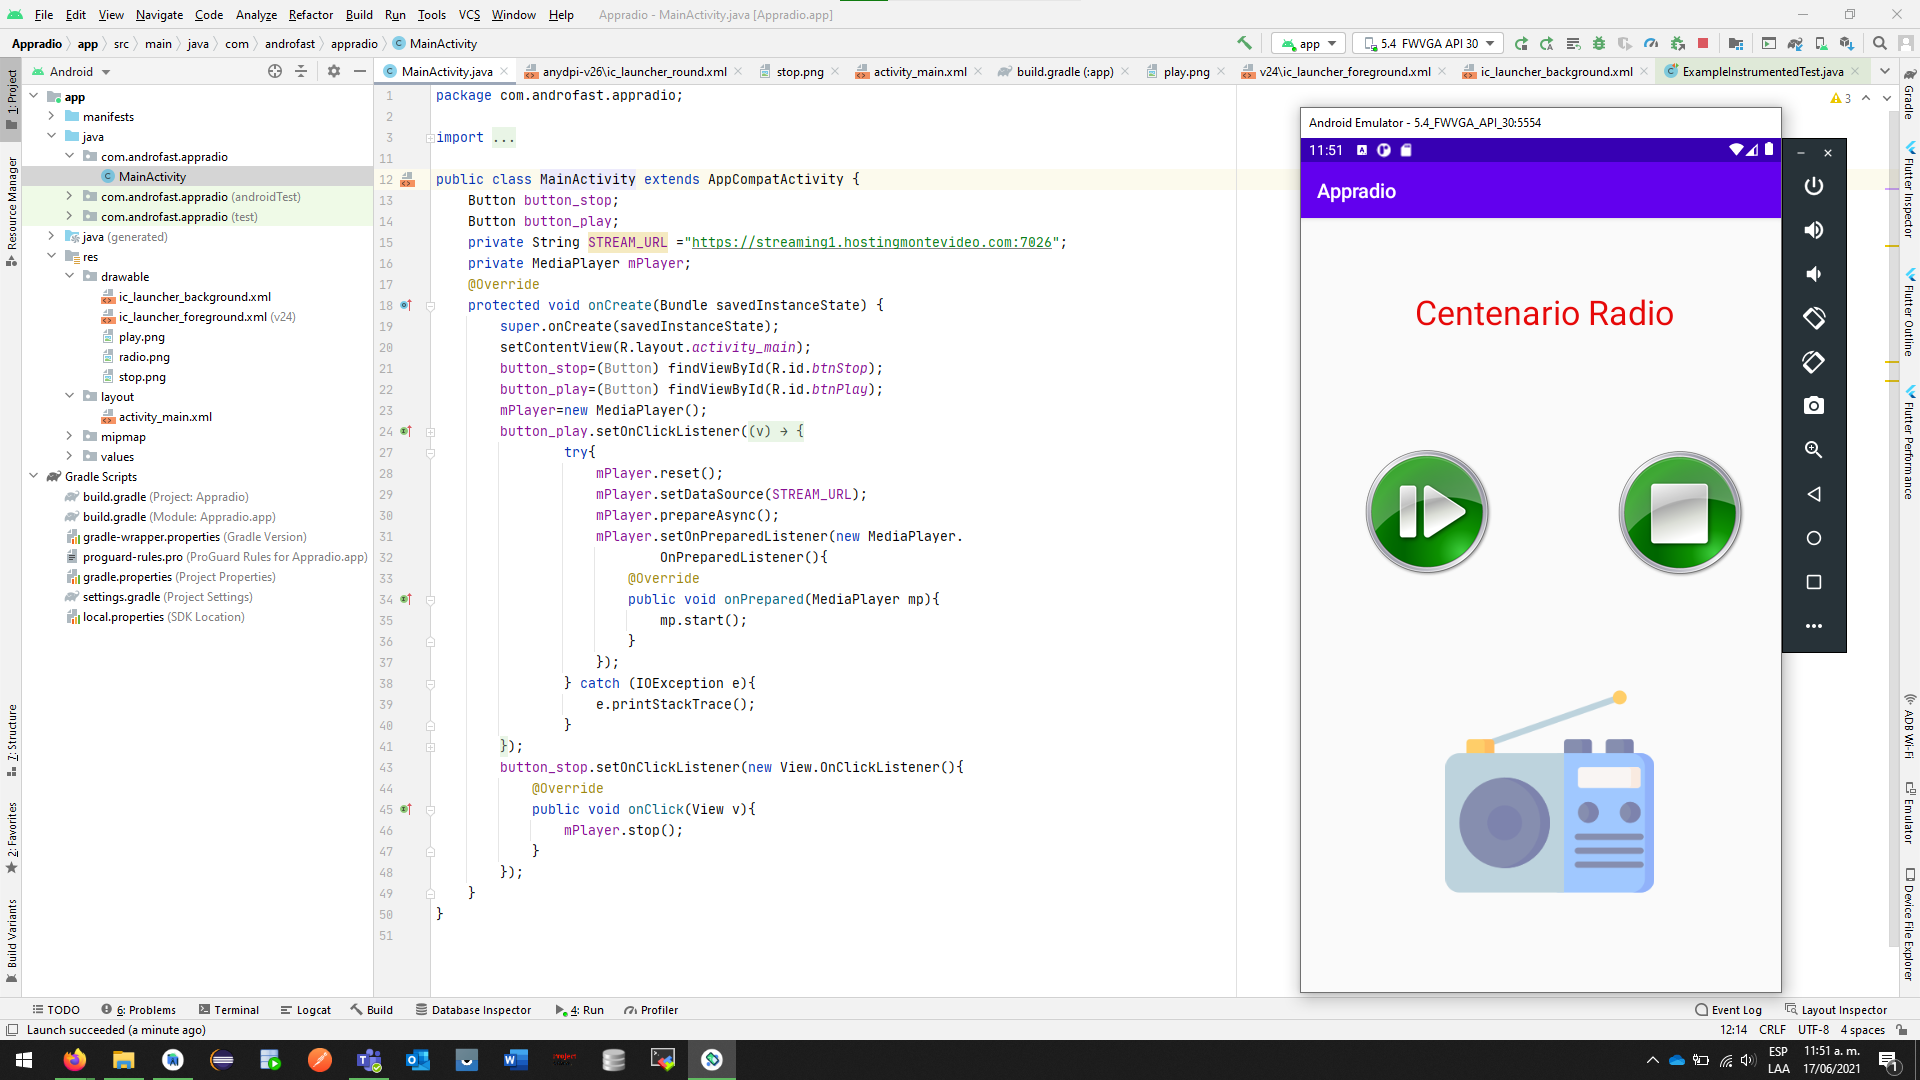 File Edit View Navigate Code Analyze Refactor Build Run Tools VCS Window Help Appradio - MainActivity.java [Appradio.app]
Appradio app src main java com androfast appradio MainActivity app 5.4 FWVGA API 30
Android MainActivity.java anydpi-v26\ic_launcher_round.xml stop.png activity_main.xml build.gradle (:app) play.png v24\ic_launcher_foreground.xml ic_launcher_background.xml ExampleInstrumentedTest.java
1: Project
Resource Manager
7: Structure
2: Favorites
Build Variants
app
manifests
java
com.androfast.appradio
MainActivity
com.androfast.appradio (androidTest)
com.androfast.appradio (test)
java (generated)
res
drawable
ic_launcher_background.xml
ic_launcher_foreground.xml (v24)
play.png
radio.png
stop.png
layout
activity_main.xml
mipmap
values
Gradle Scripts
build.gradle (Project: Appradio)
build.gradle (Module: Appradio.app)
gradle-wrapper.properties (Gradle Version)
proguard-rules.pro (ProGuard Rules for Appradio.app)
gradle.properties (Project Properties)
settings.gradle (Project Settings)
local.properties (SDK Location)
1 package com.androfast.appradio;
2
3 import ...
11
12 public class MainActivity extends AppCompatActivity {
13 Button button_stop;
14 Button button_play;
15 private String STREAM_URL ="https://streaming1.hostingmontevideo.com:7026";
16 private MediaPlayer mPlayer;
17 @Override
18 protected void onCreate(Bundle savedInstanceState) {
19 super.onCreate(savedInstanceState);
20 setContentView(R.layout.activity_main);
21 button_stop=(Button) findViewById(R.id.btnStop);
22 button_play=(Button) findViewById(R.id.btnPlay);
23 mPlayer=new MediaPlayer();
24 button_play.setOnClickListener((v) → {
27 try{
28 mPlayer.reset();
29 mPlayer.setDataSource(STREAM_URL);
30 mPlayer.prepareAsync();
31 mPlayer.setOnPreparedListener(new MediaPlayer.
32 OnPreparedListener(){
33 @Override
34 public void onPrepared(MediaPlayer mp){
35 mp.start();
36 }
37 });
38 } catch (IOException e){
39 e.printStackTrace();
40 }
41 });
43 button_stop.setOnClickListener(new View.OnClickListener(){
44 @Override
45 public void onClick(View v){
46 mPlayer.stop();
47 }
48 });
49 }
50 }
51
3
Android Emulator - 5.4_FWVGA_API_30:5554
11:51
Appradio
Centenario Radio
Gradle
Flutter Inspector
Flutter Outline
Flutter Performance
ADB Wi-Fi
Emulator
Device File Explorer
TODO 6: Problems Terminal Logcat Build Database Inspector 4: Run Profiler Event Log Layout Inspector
Launch succeeded (a minute ago) 12:14 CRLF UTF-8 4 spaces
ESP 11:51 a. m.
LAA 17/06/2021 1